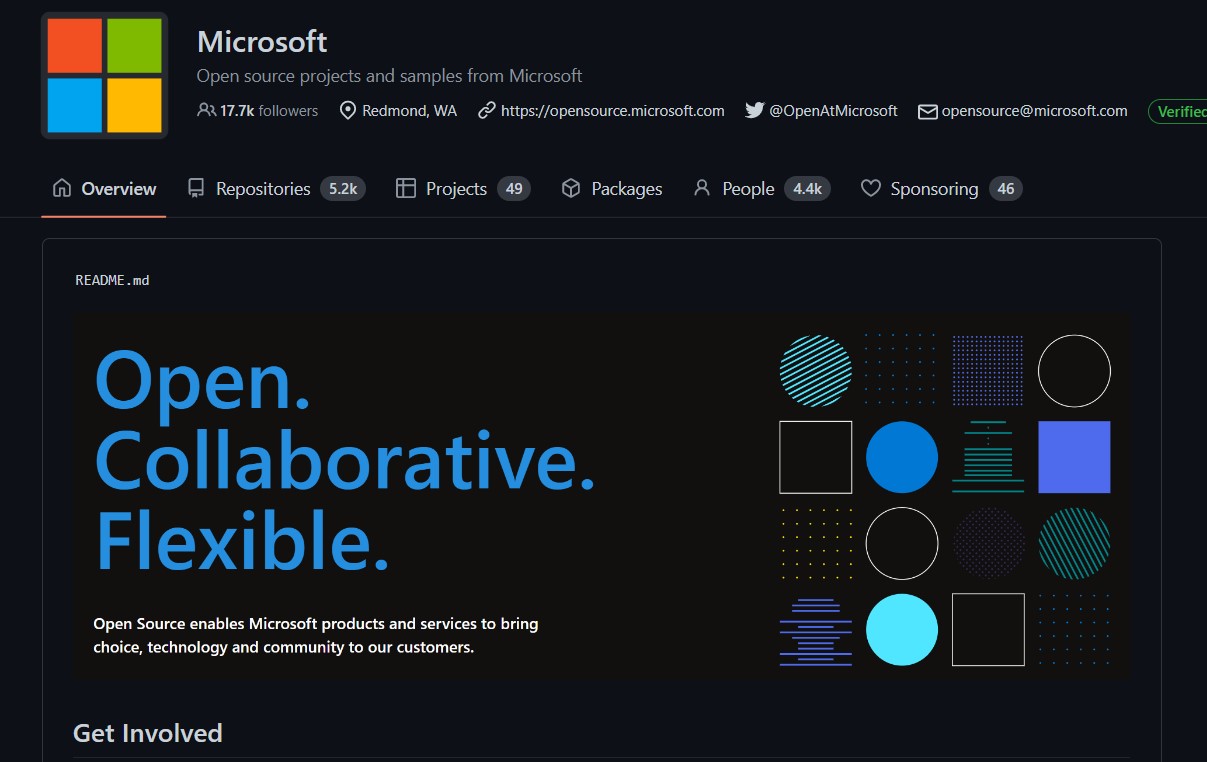 Microsoft
Open source projects and samples from Microsoft
17.7k followers Redmond, WA https://opensource.microsoft.com @OpenAtMicrosoft opensource@microsoft.com Verified
Overview Repositories 5.2k Projects 49 Packages People 4.4k Sponsoring 46
README.md
Open.
Collaborative.
Flexible.
Open Source enables Microsoft products and services to bring
choice, technology and community to our customers.
Get Involved